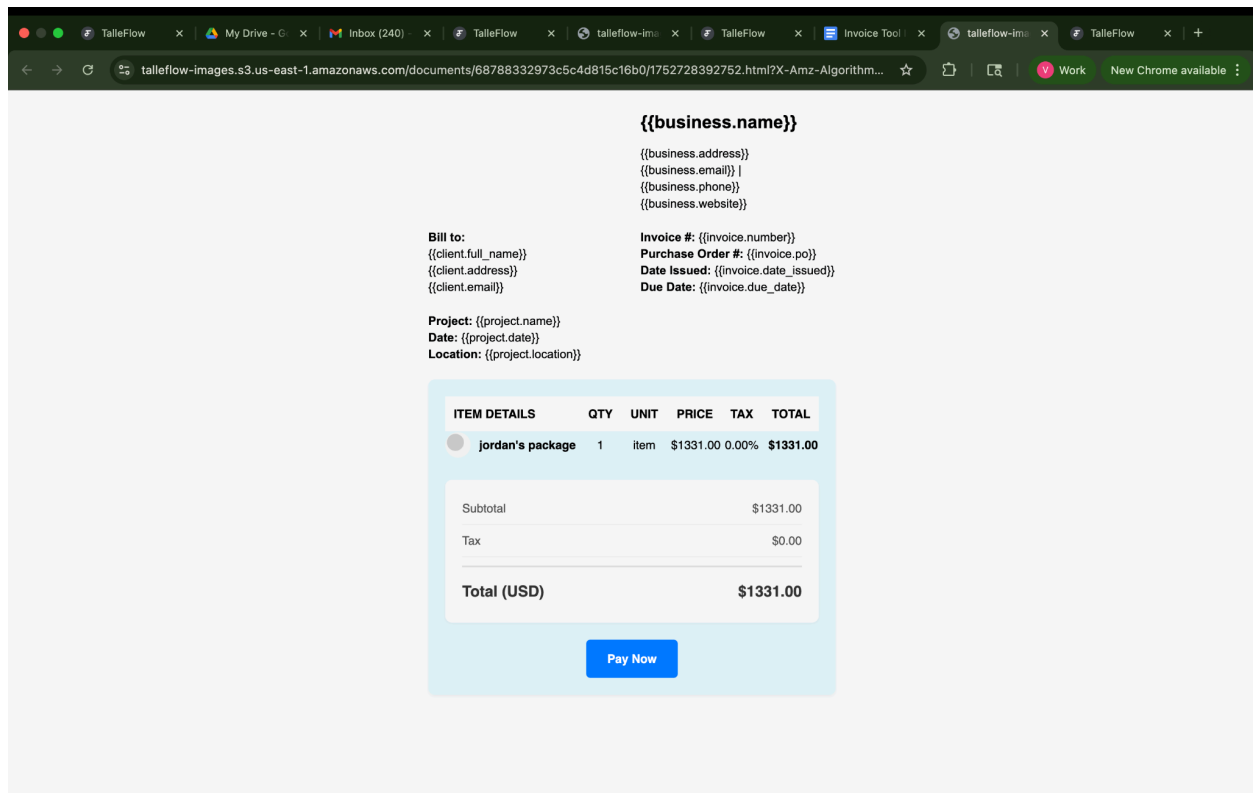 TalleFlow
My Drive - G
Inbox (240) -
TalleFlow
talleflow-ima
TalleFlow
Invoice Tool
talleflow-ima
TalleFlow
talleflow-images.s3.us-east-1.amazonaws.com/documents/68788332973c5c4d815c16b0/1752728392752.html?X-Amz-Algorithm...
V Work
New Chrome available
{{business.name}}
{{business.address}}
{{business.email}} |
{{business.phone}}
{{business.website}}
Bill to:
{{client.full_name}}
{{client.address}}
{{client.email}}
Invoice #: {{invoice.number}}
Purchase Order #: {{invoice.po}}
Date Issued: {{invoice.date_issued}}
Due Date: {{invoice.due_date}}
Project: {{project.name}}
Date: {{project.date}}
Location: {{project.location}}
ITEM DETAILS QTY UNIT PRICE TAX TOTAL
jordan's package 1 item $1331.00 0.00% $1331.00
Subtotal $1331.00
Tax $0.00
Total (USD) $1331.00
Pay Now